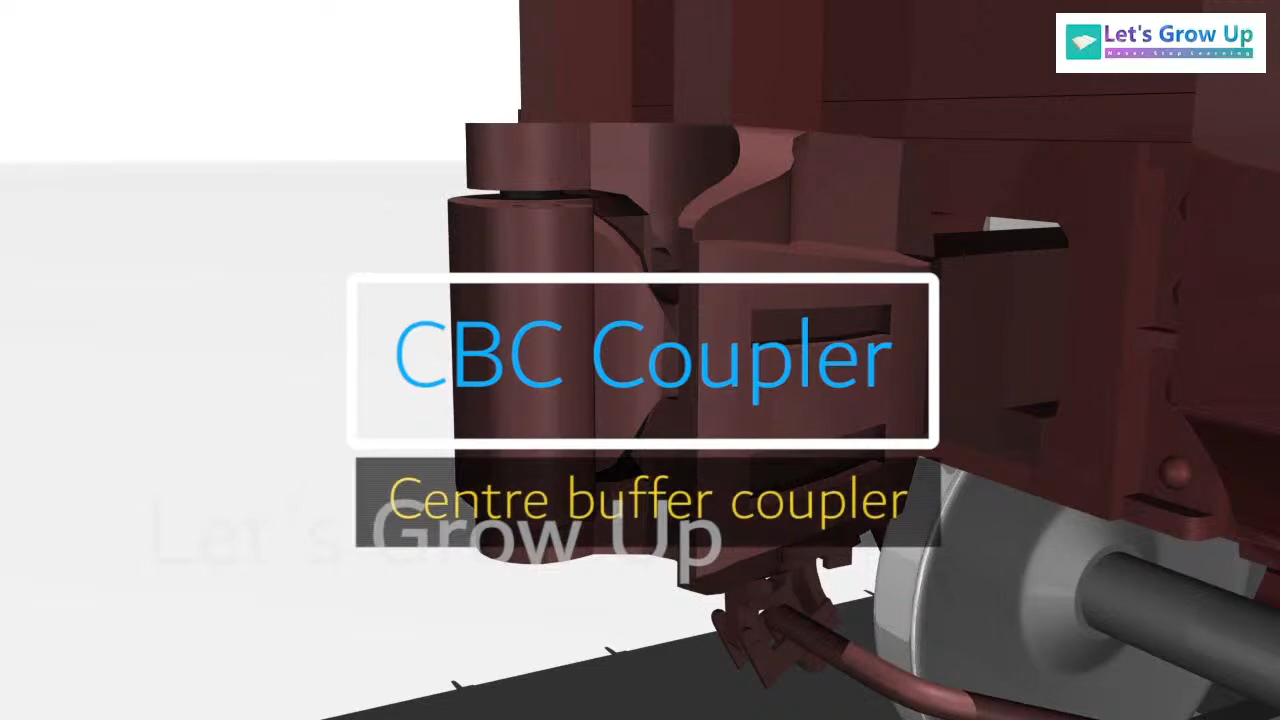 Let's Grow Up
Never Stop Learning
CBC Coupler
Centre buffer coupler
Let's Grow Up